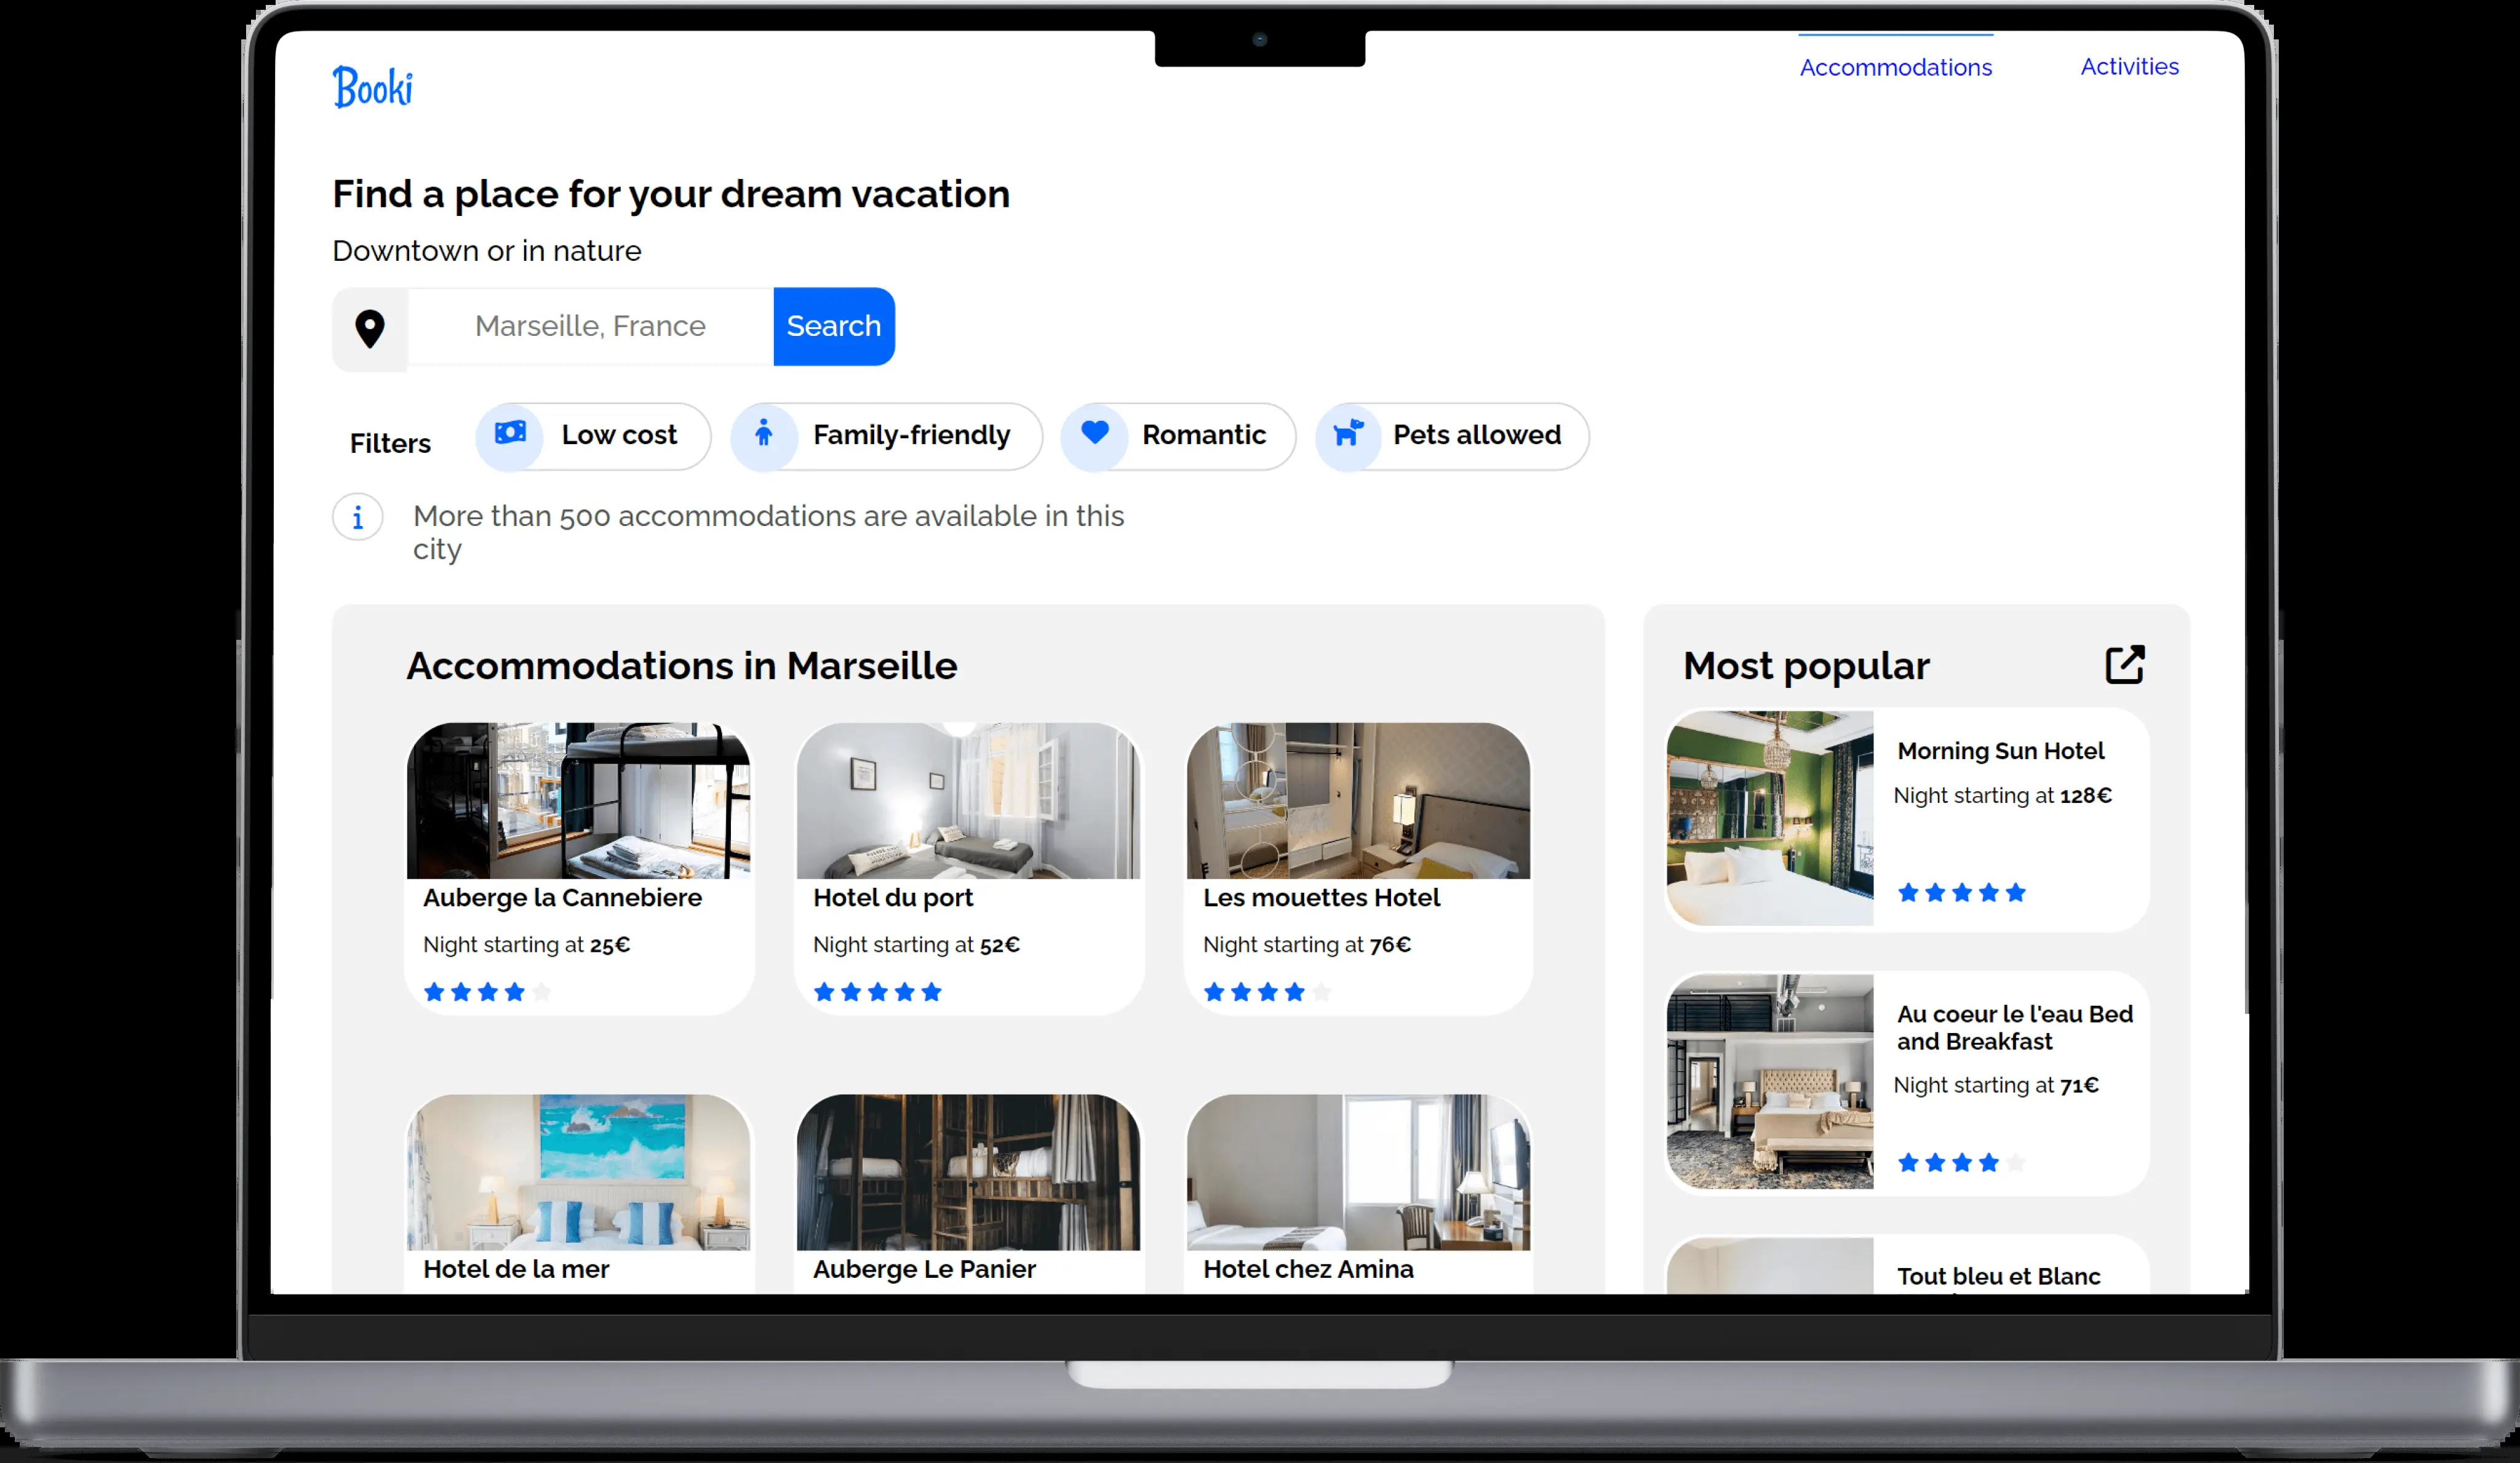 Booki
Accommodations
Activities
Find a place for your dream vacation
Downtown or in nature
Marseille, France
Search
Filters
Low cost
Family-friendly
Romantic
Pets allowed
i
More than 500 accommodations are available in this
city
Accommodations in Marseille
Auberge la Cannebiere
Night starting at 25€
Hotel du port
Night starting at 52€
Les mouettes Hotel
Night starting at 76€
Hotel de la mer
Auberge Le Panier
Hotel chez Amina
Most popular
Morning Sun Hotel
Night starting at 128€
Au coeur le l'eau Bed
and Breakfast
Night starting at 71€
Tout bleu et Blanc